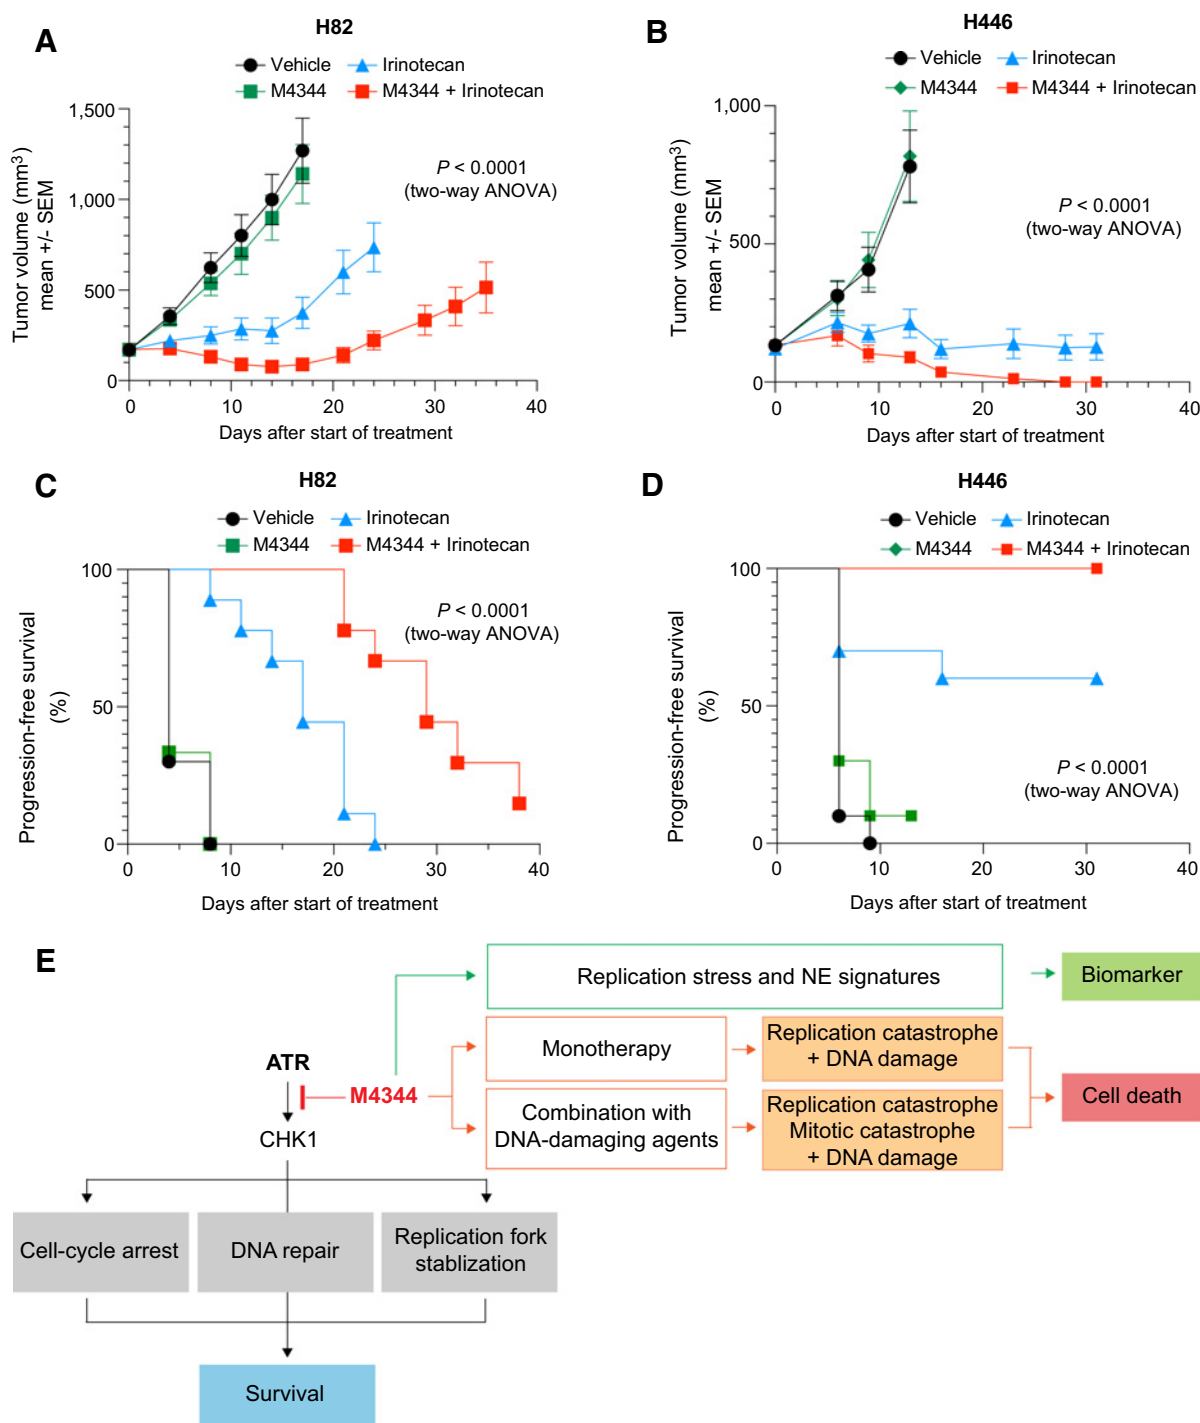 A
H82
Vehicle
Irinotecan
M4344
M4344 + Irinotecan
Tumor volume (mm³)
mean +/- SEM
1,500
1,000
500
0
P < 0.0001
(two-way ANOVA)
0 10 20 30 40
Days after start of treatment
B
H446
Vehicle
Irinotecan
M4344
M4344 + Irinotecan
Tumor volume (mm³)
mean +/- SEM
1,000
500
0
P < 0.0001
(two-way ANOVA)
0 10 20 30 40
Days after start of treatment
C
H82
Vehicle
Irinotecan
M4344
M4344 + Irinotecan
Progression-free survival
(%)
100
50
0
P < 0.0001
(two-way ANOVA)
0 10 20 30 40
Days after start of treatment
D
H446
Vehicle
Irinotecan
M4344
M4344 + Irinotecan
Progression-free survival
(%)
100
50
0
P < 0.0001
(two-way ANOVA)
0 10 20 30 40
Days after start of treatment
E
Replication stress and NE signatures
Biomarker
ATR
M4344
CHK1
Monotherapy
Replication catastrophe
+ DNA damage
Combination with
DNA-damaging agents
Replication catastrophe
Mitotic catastrophe
+ DNA damage
Cell death
Cell-cycle arrest
DNA repair
Replication fork
stablization
Survival